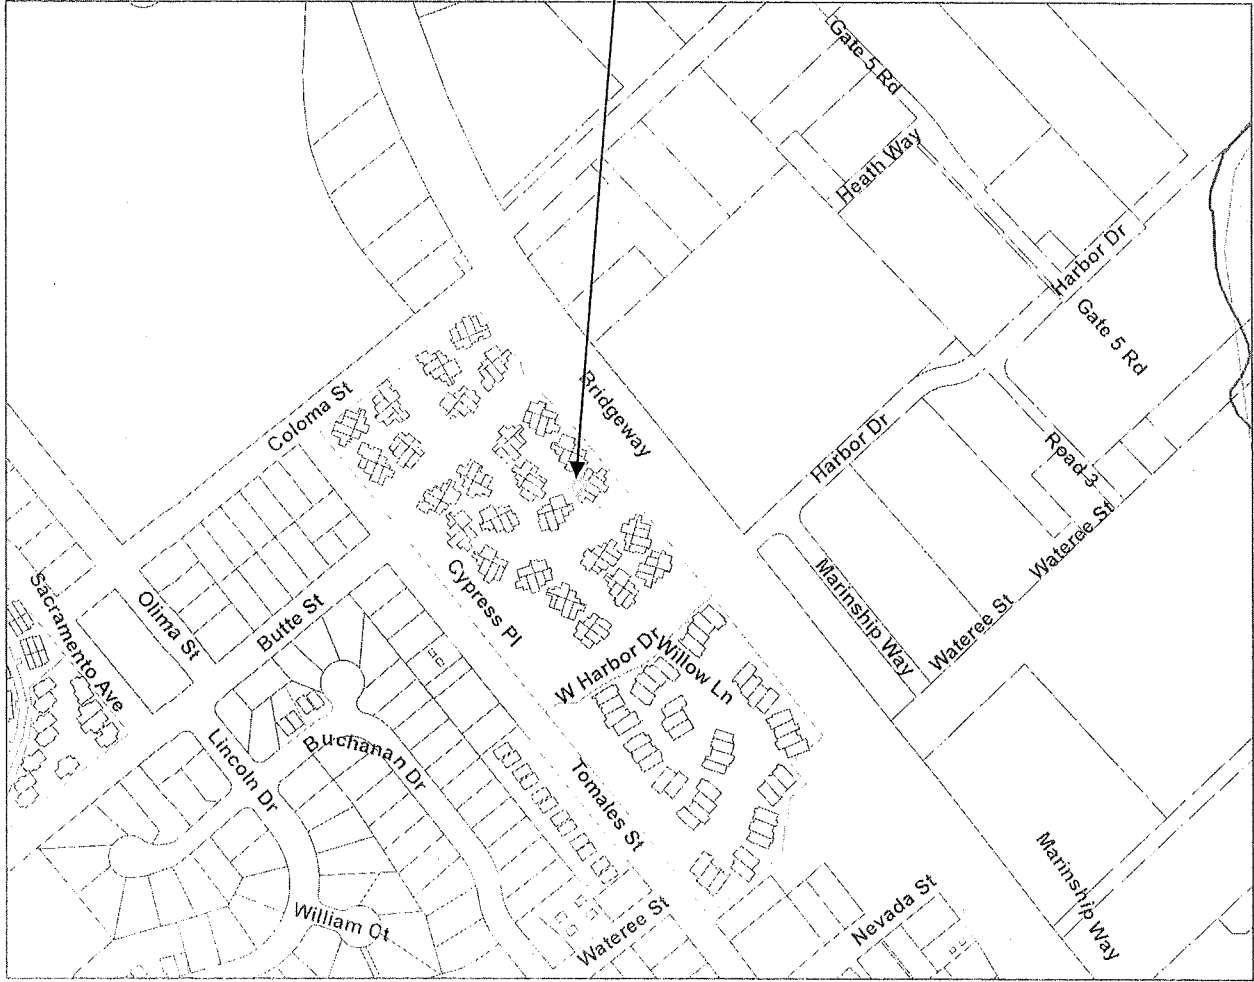 Gate 5 Rd
Heath Way
Harbor Dr
Gate 5 Rd
Bridgeway
Coloma St
Harbor Dr
Road 3
Wateree St
Cypress Pl
Marinship Way
Sacramento Ave
Olima St
Butte St
Wateree St
W Harbor Dr
Willow Ln
Lincoln Dr
Buchanan Dr
Tomales St
Marinship Way
William Ct
Wateree St
Nevada St